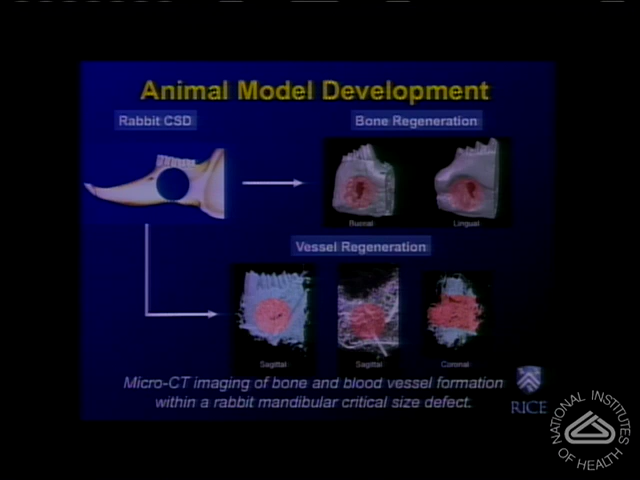 Animal Model Development
Rabbit CSD
Bone Regeneration
Buccal
Lingual
Vessel Regeneration
Sagittal
Sagittal
Coronal
Micro-CT imaging of bone and blood vessel formation
within a rabbit mandibular critical size defect.
RICE
NATIONAL INSTITUTES
OF HEALTH